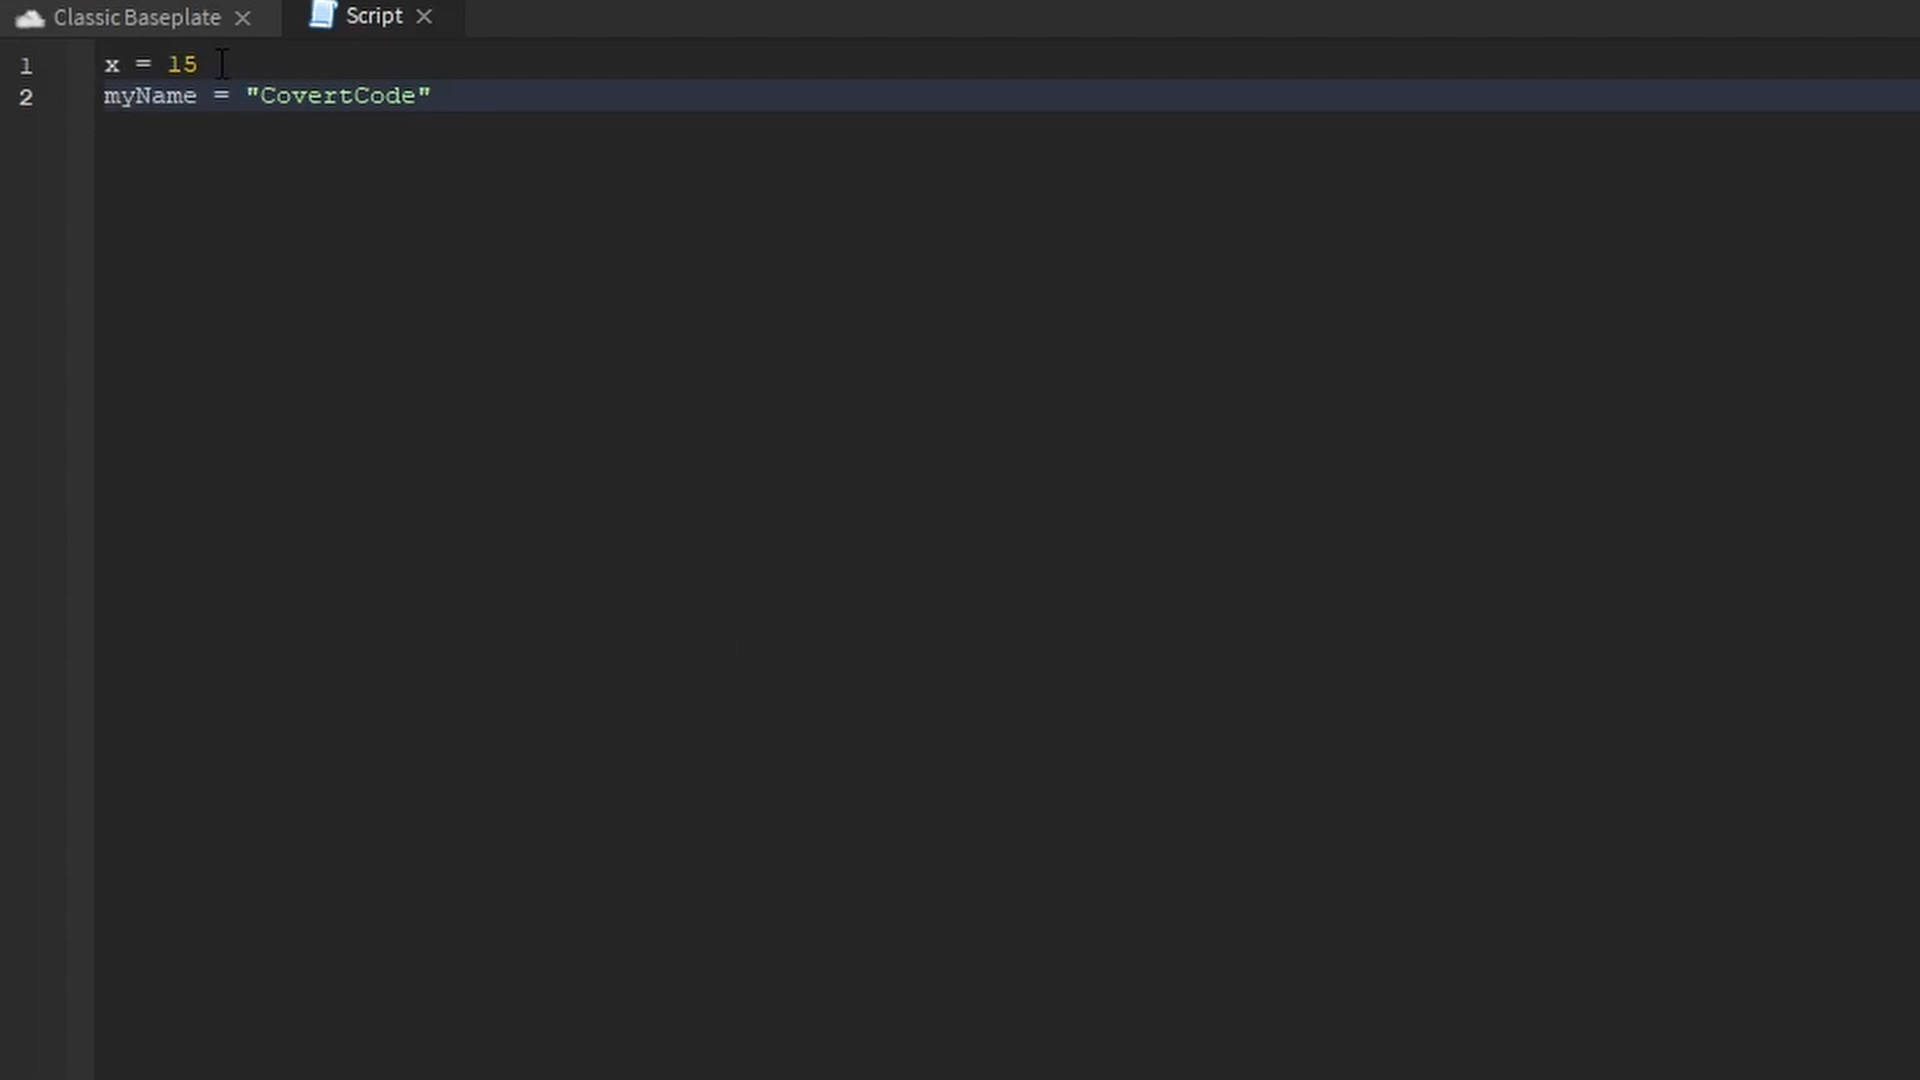 Classic Baseplate
Script
1
x = 15
2
myName = "CovertCode"